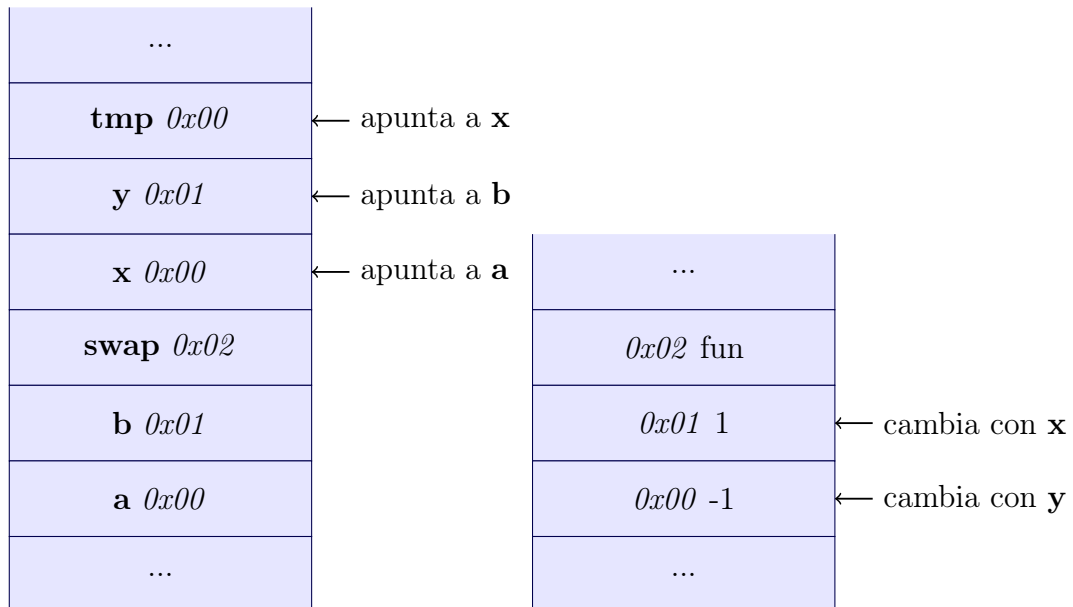 ...
tmp 0x00
apunta a x
y 0x01
apunta a b
x 0x00
apunta a a
swap 0x02
b 0x01
a 0x00
...
...
0x02 fun
0x01 1
cambia con x
0x00 -1
cambia con y
...